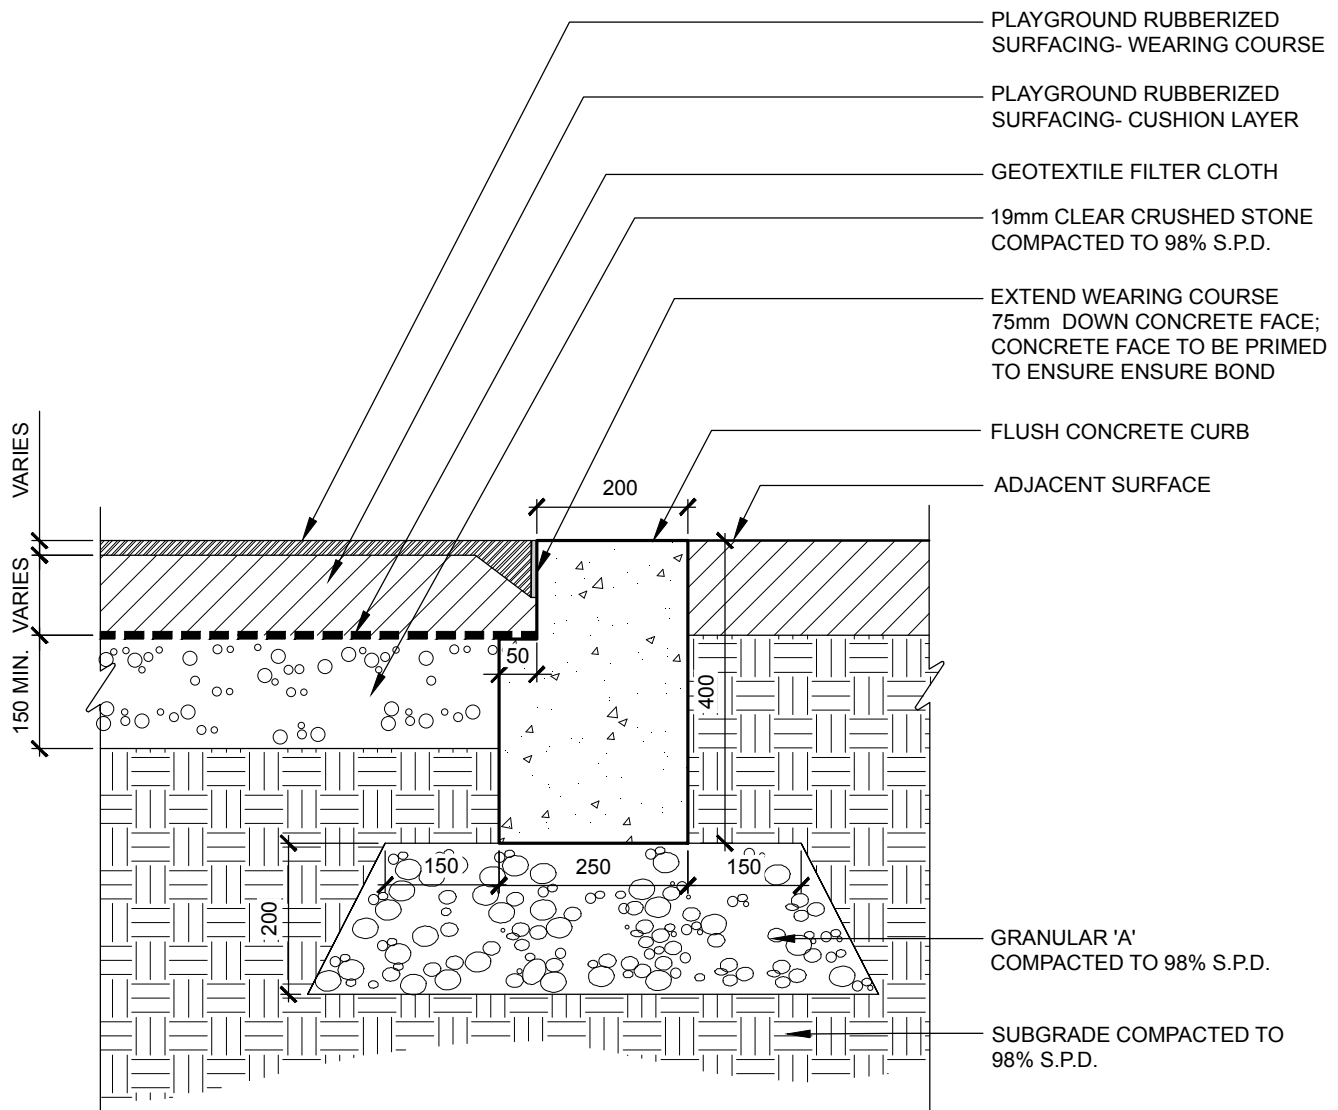 PLAYGROUND RUBBERIZED
SURFACING- WEARING COURSE
PLAYGROUND RUBBERIZED
SURFACING- CUSHION LAYER
GEOTEXTILE FILTER CLOTH
19mm CLEAR CRUSHED STONE
COMPACTED TO 98% S.P.D.
EXTEND WEARING COURSE
75mm DOWN CONCRETE FACE;
CONCRETE FACE TO BE PRIMED
TO ENSURE ENSURE BOND
FLUSH CONCRETE CURB
ADJACENT SURFACE
VARIES
200
VARIES
150 MIN.
50
400
150
250
150
200
GRANULAR 'A'
COMPACTED TO 98% S.P.D.
SUBGRADE COMPACTED TO
98% S.P.D.